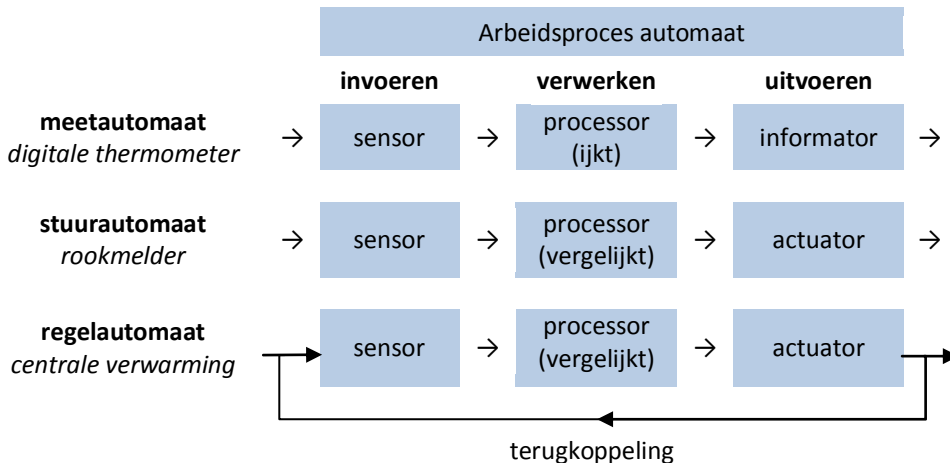 Arbeidsproces automaat
invoeren verwerken uitvoeren
meetautomaat
digitale thermometer
→ sensor → processor
(ijkt) → informator →
stuurautomaat
rookmelder
→ sensor → processor
(vergelijkt) → actuator →
regelautomaat
centrale verwarming
sensor → processor
(vergelijkt) → actuator
terugkoppeling